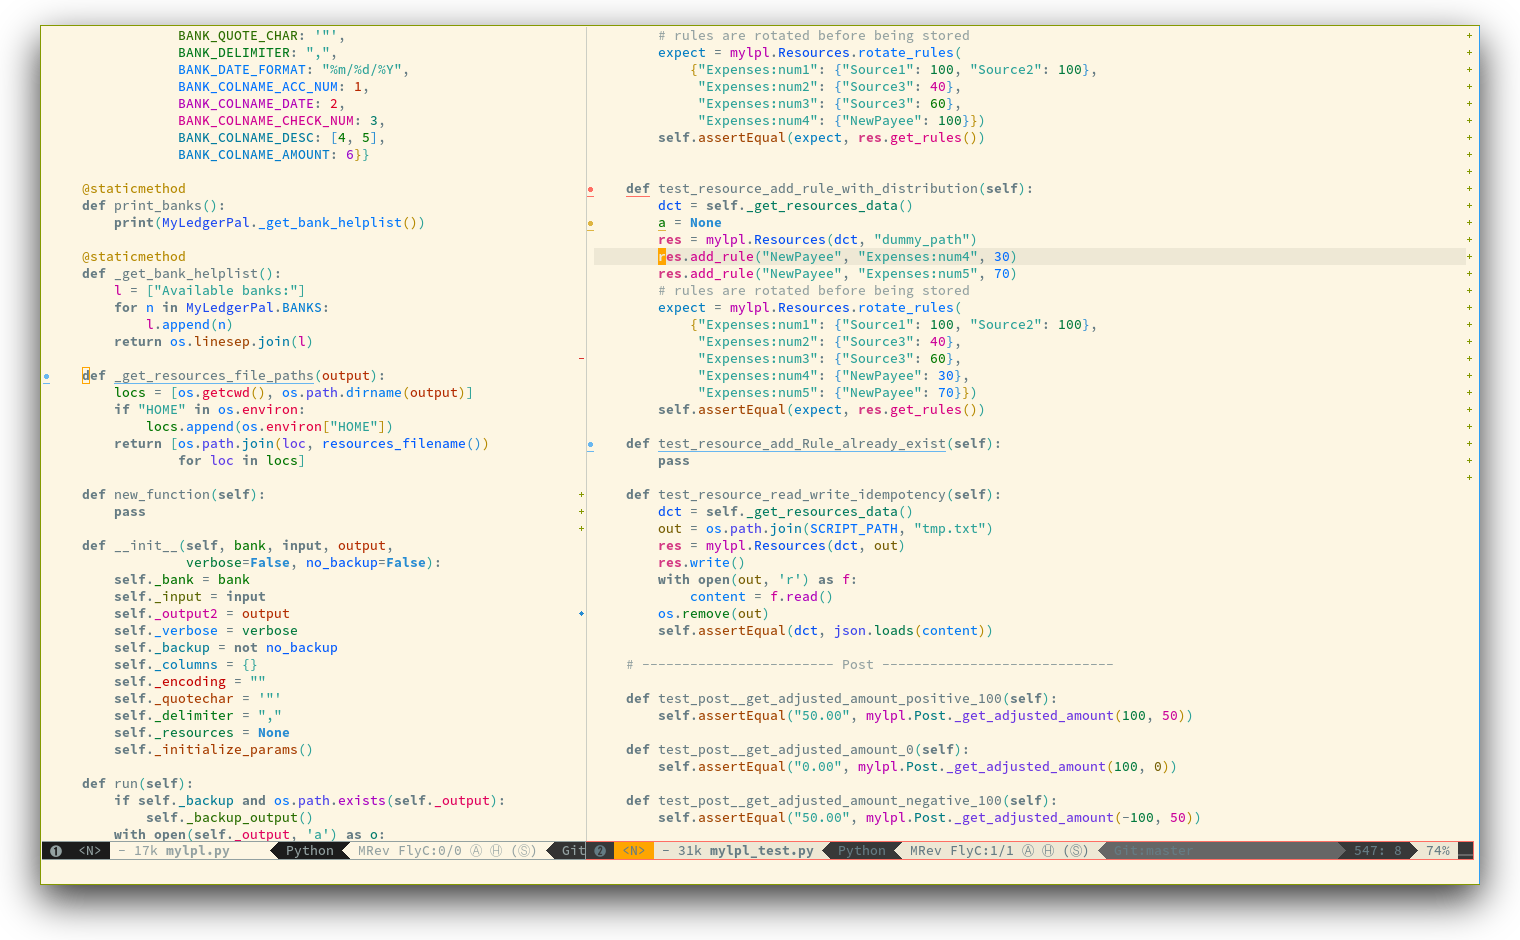 BANK_QUOTE_CHAR: '"',
BANK_DELIMITER: ",",
BANK_DATE_FORMAT: "%m/%d/%Y",
BANK_COLNAME_ACC_NUM: 1,
BANK_COLNAME_DATE: 2,
BANK_COLNAME_CHECK_NUM: 3,
BANK_COLNAME_DESC: [4, 5],
BANK_COLNAME_AMOUNT: 6}}
@staticmethod
def print_banks():
print(MyLedgerPal._get_bank_helplist())
@staticmethod
def _get_bank_helplist():
l = ["Available banks:"]
for n in MyLedgerPal.BANKS:
l.append(n)
return os.linesep.join(l)
def _get_resources_file_paths(output):
locs = [os.getcwd(), os.path.dirname(output)]
if "HOME" in os.environ:
locs.append(os.environ["HOME"])
return [os.path.join(loc, resources_filename())
for loc in locs]
def new_function(self):
pass
def __init__(self, bank, input, output,
verbose=False, no_backup=False):
self._bank = bank
self._input = input
self._output2 = output
self._verbose = verbose
self._backup = not no_backup
self._columns = {}
self._encoding = ""
self._quotechar = '"'
self._delimiter = ","
self._resources = None
self._initialize_params()
def run(self):
if self._backup and os.path.exists(self._output):
self._backup_output()
with open(self._output, 'a') as o:
1 <N> - 17k mylpl.py Python MRev FlyC:0/0 Ⓐ Ⓗ (Ⓢ) Git
# rules are rotated before being stored
expect = mylpl.Resources.rotate_rules(
{"Expenses:num1": {"Source1": 100, "Source2": 100},
"Expenses:num2": {"Source3": 40},
"Expenses:num3": {"Source3": 60},
"Expenses:num4": {"NewPayee": 100}})
self.assertEqual(expect, res.get_rules())
def test_resource_add_rule_with_distribution(self):
dct = self._get_resources_data()
a = None
res = mylpl.Resources(dct, "dummy_path")
res.add_rule("NewPayee", "Expenses:num4", 30)
res.add_rule("NewPayee", "Expenses:num5", 70)
# rules are rotated before being stored
expect = mylpl.Resources.rotate_rules(
{"Expenses:num1": {"Source1": 100, "Source2": 100},
"Expenses:num2": {"Source3": 40},
"Expenses:num3": {"Source3": 60},
"Expenses:num4": {"NewPayee": 30},
"Expenses:num5": {"NewPayee": 70}})
self.assertEqual(expect, res.get_rules())
def test_resource_add_Rule_already_exist(self):
pass
def test_resource_read_write_idempotency(self):
dct = self._get_resources_data()
out = os.path.join(SCRIPT_PATH, "tmp.txt")
res = mylpl.Resources(dct, out)
res.write()
with open(out, 'r') as f:
content = f.read()
os.remove(out)
self.assertEqual(dct, json.loads(content))
# ------------------------ Post -----------------------------
def test_post__get_adjusted_amount_positive_100(self):
self.assertEqual("50.00", mylpl.Post._get_adjusted_amount(100, 50))
def test_post__get_adjusted_amount_0(self):
self.assertEqual("0.00", mylpl.Post._get_adjusted_amount(100, 0))
def test_post__get_adjusted_amount_negative_100(self):
self.assertEqual("50.00", mylpl.Post._get_adjusted_amount(-100, 50))
2 <N> - 31k mylpl_test.py Python MRev FlyC:1/1 Ⓐ Ⓗ (Ⓢ) Git:master 547: 8 74%